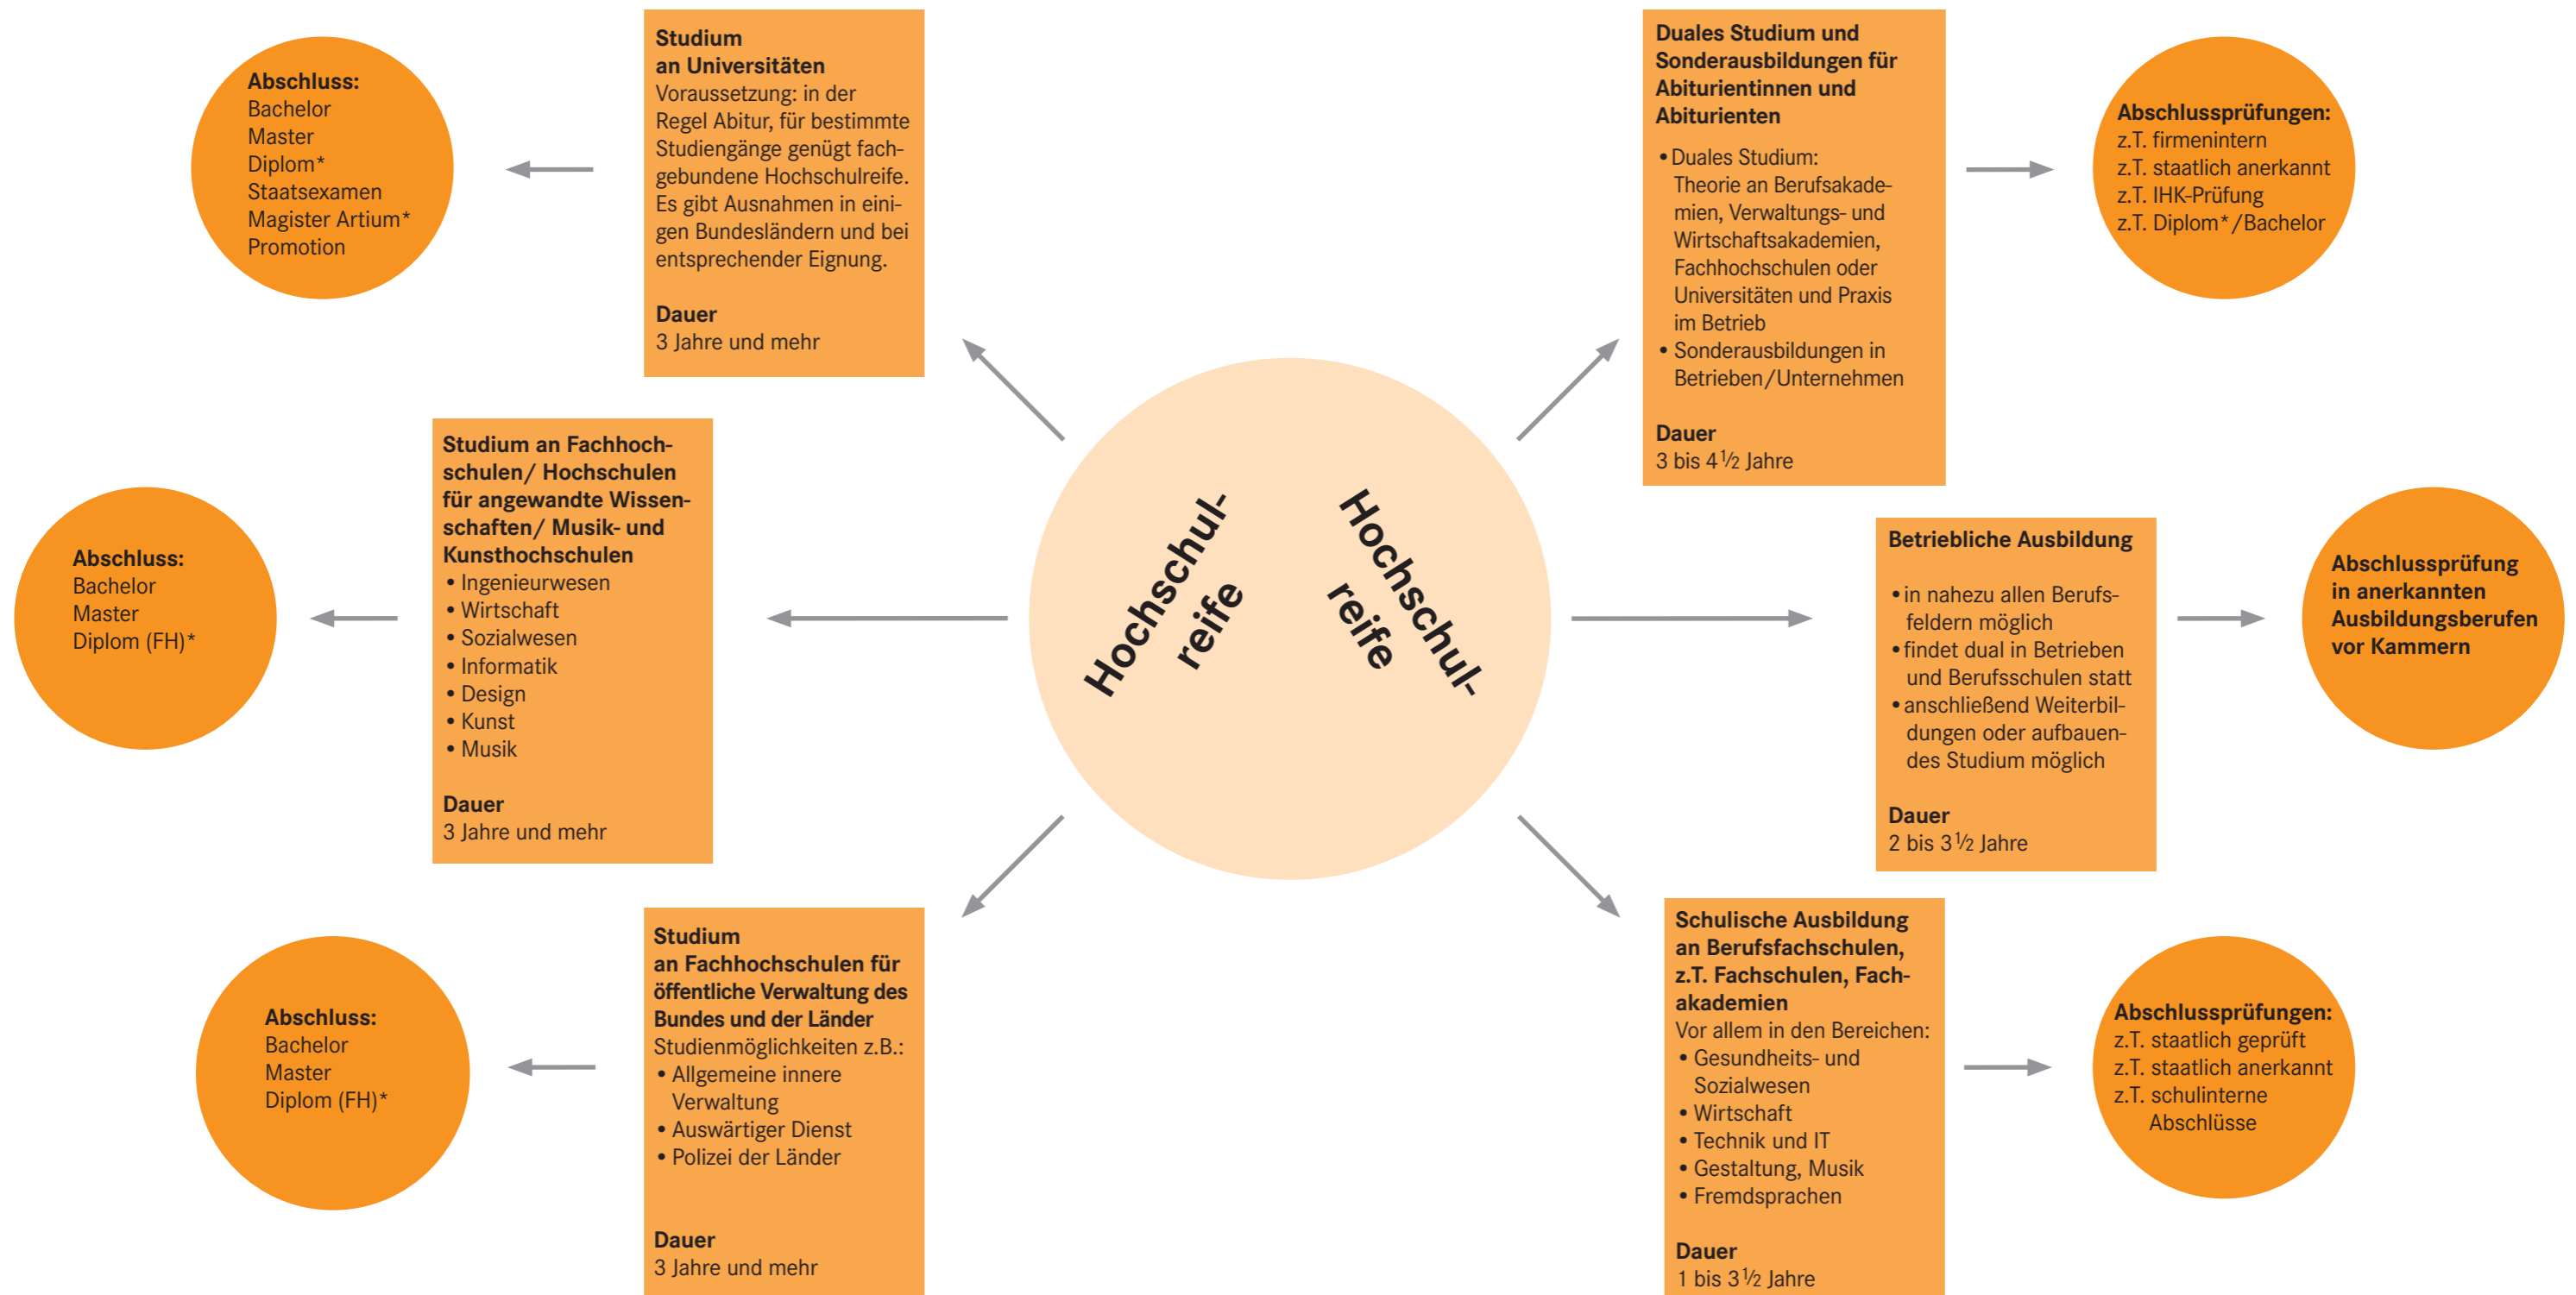 Abschluss:
Bachelor
Master
Diplom*
Staatsexamen
Magister Artium*
Promotion
Studium
an Universitäten
Voraussetzung: in der
Regel Abitur, für bestimmte
Studiengänge genügt fach-
gebundene Hochschulreife.
Es gibt Ausnahmen in eini-
gen Bundesländern und bei
entsprechender Eignung.
Dauer
3 Jahre und mehr
Duales Studium und
Sonderausbildungen für
Abiturientinnen und
Abiturienten
• Duales Studium:
Theorie an Berufsakade-
mien, Verwaltungs- und
Wirtschaftsakademien,
Fachhochschulen oder
Universitäten und Praxis
im Betrieb
• Sonderausbildungen in
Betrieben/Unternehmen
Dauer
3 bis 4 1/2 Jahre
Abschlussprüfungen:
z.T. firmenintern
z.T. staatlich anerkannt
z.T. IHK-Prüfung
z.T. Diplom*/Bachelor
Abschluss:
Bachelor
Master
Diplom (FH)*
Studium an Fachhoch-
schulen/ Hochschulen
für angewandte Wissen-
schaften/ Musik- und
Kunsthochschulen
• Ingenieurwesen
• Wirtschaft
• Sozialwesen
• Informatik
• Design
• Kunst
• Musik
Dauer
3 Jahre und mehr
Hochschul-
reife
Hochschul-
reife
Betriebliche Ausbildung
• in nahezu allen Berufs-
feldern möglich
• findet dual in Betrieben
und Berufsschulen statt
• anschließend Weiterbil-
dungen oder aufbauen-
des Studium möglich
Dauer
2 bis 3 1/2 Jahre
Abschlussprüfung
in anerkannten
Ausbildungsberufen
vor Kammern
Abschluss:
Bachelor
Master
Diplom (FH)*
Studium
an Fachhochschulen für
öffentliche Verwaltung des
Bundes und der Länder
Studienmöglichkeiten z.B.:
• Allgemeine innere
Verwaltung
• Auswärtiger Dienst
• Polizei der Länder
Dauer
3 Jahre und mehr
Schulische Ausbildung
an Berufsfachschulen,
z.T. Fachschulen, Fach-
akademien
Vor allem in den Bereichen:
• Gesundheits- und
Sozialwesen
• Wirtschaft
• Technik und IT
• Gestaltung, Musik
• Fremdsprachen
Dauer
1 bis 3 1/2 Jahre
Abschlussprüfungen:
z.T. staatlich geprüft
z.T. staatlich anerkannt
z.T. schulinterne
Abschlüsse